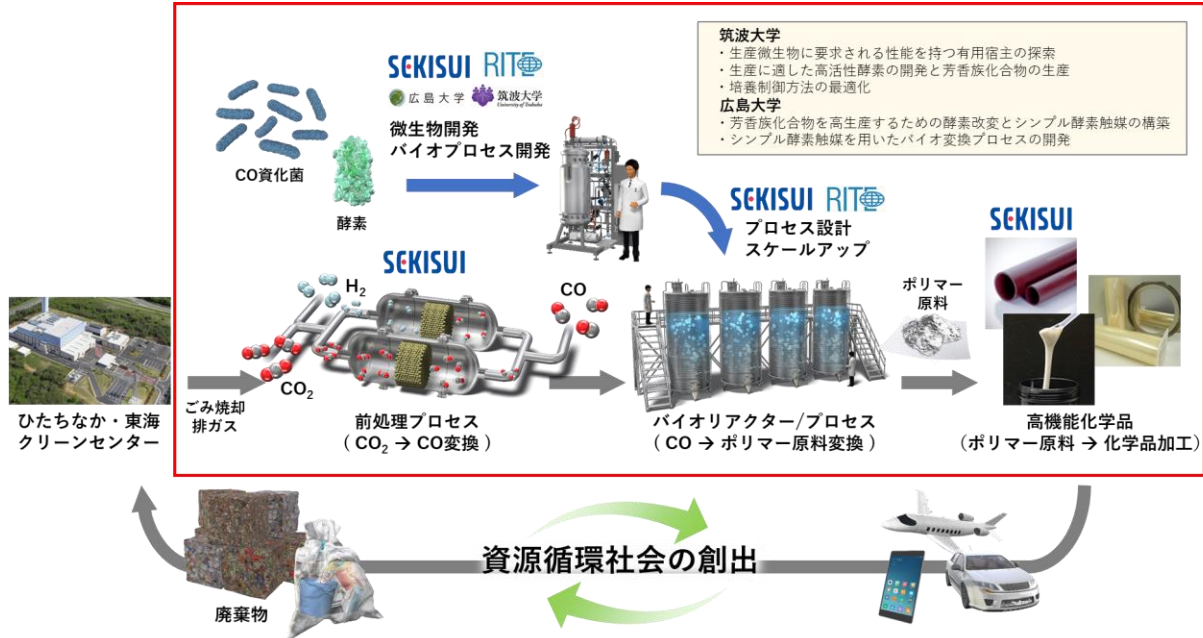 筑波大学
・生産微生物に要求される性能を持つ有用宿主の探索
・生産に適した高活性酵素の開発と芳香族化合物の生産
・培養制御方法の最適化
広島大学
・芳香族化合物を高生産するための酵素改変とシンプル酵素触媒の構築
・シンプル酵素触媒を用いたバイオ変換プロセスの開発
SEKISUI RITE
広島大学 筑波大学
University of Tsukuba
微生物開発
バイオプロセス開発
CO資化菌
酵素
SEKISUI RITE
プロセス設計
スケールアップ
SEKISUI
SEKISUI
H₂
CO
CO₂
ポリマー
原料
ひたちなか・東海
クリーンセンター
ごみ焼却
排ガス
前処理プロセス
( CO₂ → CO変換 )
バイオリアクター/プロセス
( CO → ポリマー原料変換 )
高機能化学品
(ポリマー原料 → 化学品加工)
資源循環社会の創出
廃棄物